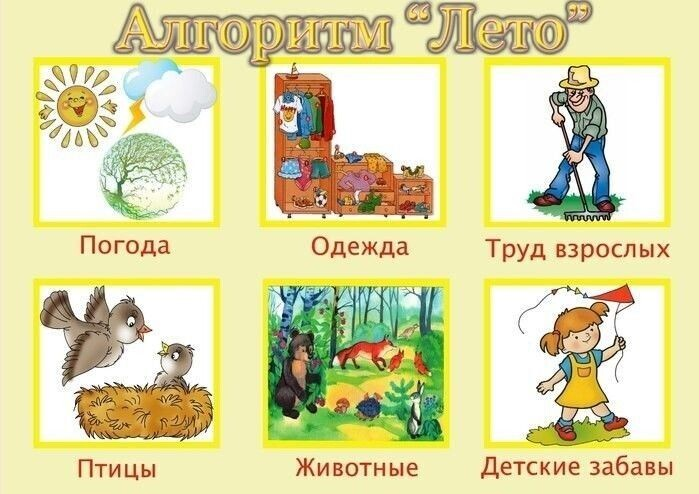 Алгоритм “Лето”
Погода
Одежда
Труд взрослых
Птицы
Животные
Детские забавы